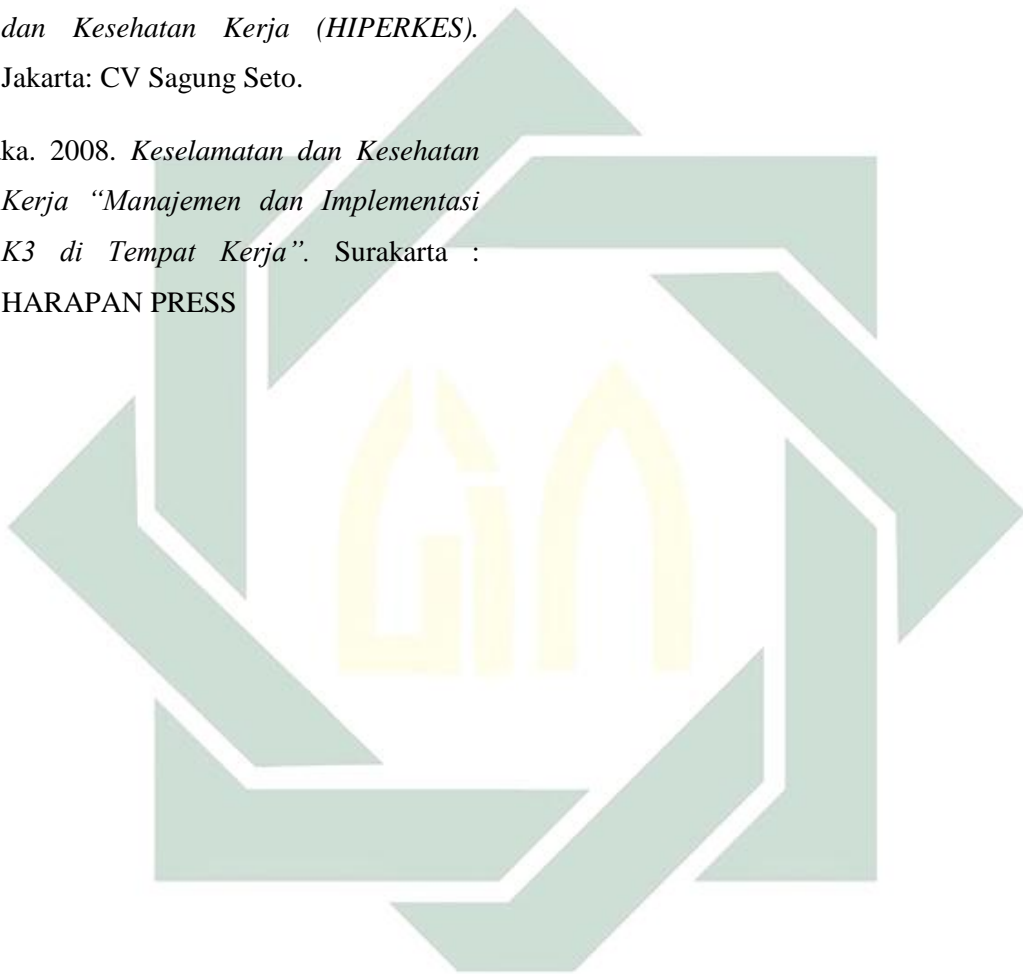 dan Kesehatan Kerja (HIPERKES).
Jakarta: CV Sagung Seto.
ka. 2008. Keselamatan dan Kesehatan
Kerja “Manajemen dan Implementasi
K3 di Tempat Kerja”. Surakarta :
HARAPAN PRESS